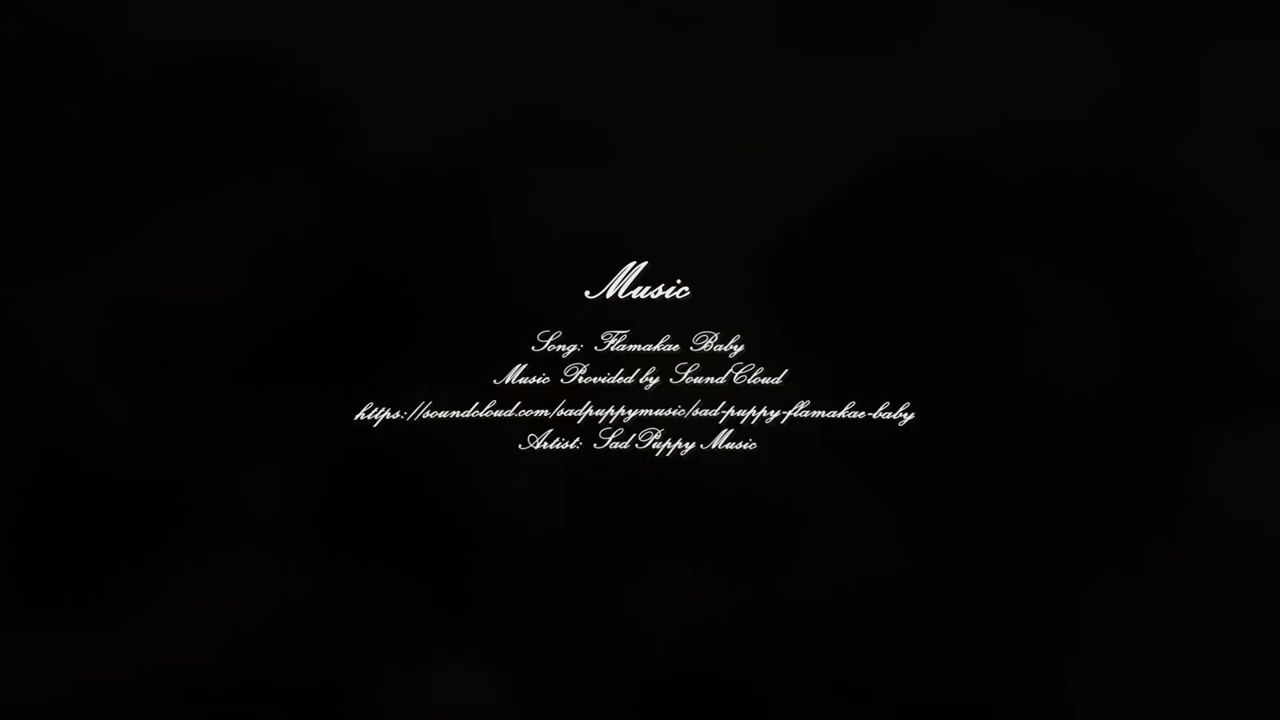 Music
Song: Flamakae Baby
Music Provided by SoundCloud
https://soundcloud.com/sadpuppymusic/sad-puppy-flamakae-baby
Artist: Sad Puppy Music